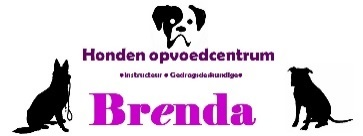 Honden opvoedcentrum
•Instructeur • Gedragsdeskundige•
Brenda